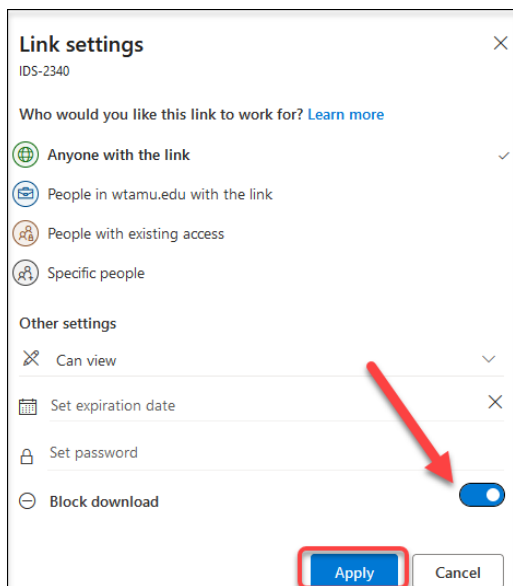 Link settings
IDS-2340
Who would you like this link to work for? Learn more
Anyone with the link
People in wtamu.edu with the link
People with existing access
Specific people
Other settings
Can view
Set expiration date
Set password
Block download
Apply Cancel